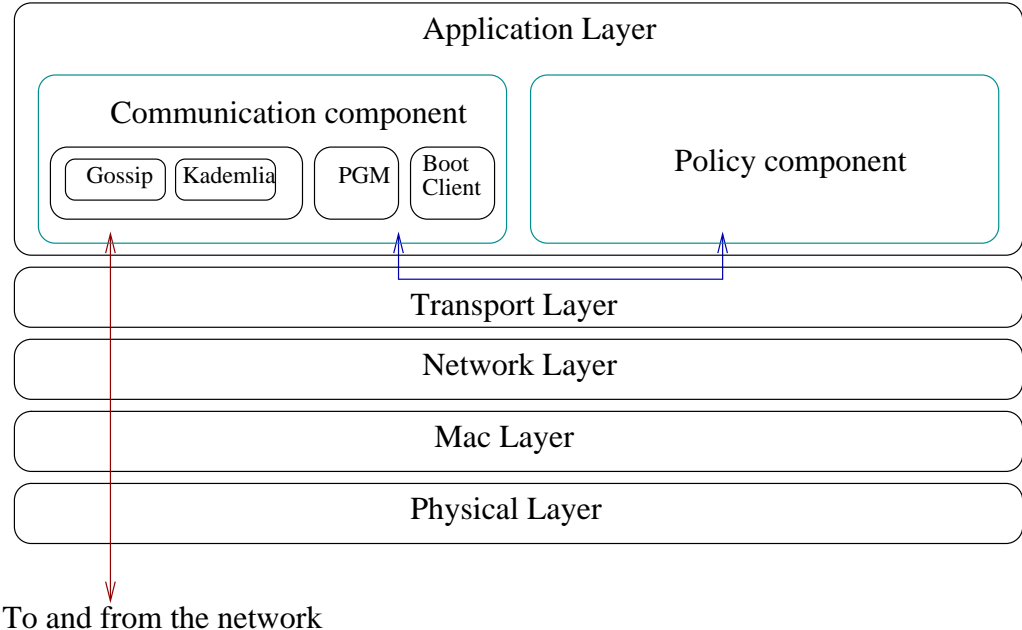 Application Layer
Communication component
Policy component
Gossip
Kademlia
PGM
Boot
Client
Transport Layer
Network Layer
Mac Layer
Physical Layer
To and from the network